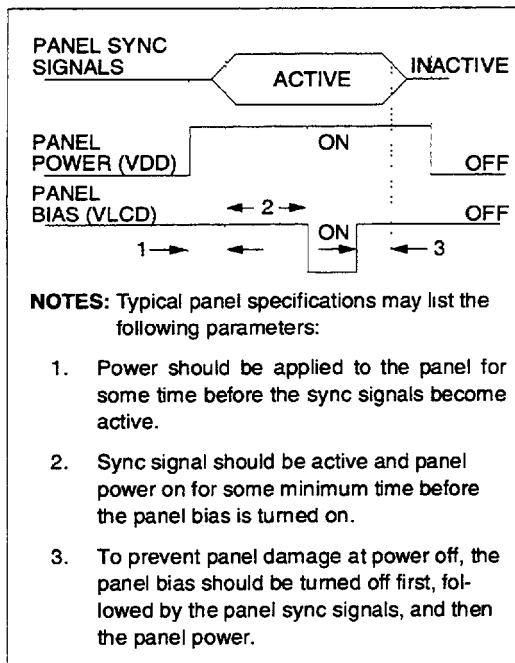 PANEL SYNC
SIGNALS
ACTIVE
INACTIVE
PANEL
POWER (VDD)
ON
OFF
PANEL
BIAS (VLCD)
2
ON
OFF
1
3
NOTES: Typical panel specifications may list the
following parameters:
1. Power should be applied to the panel for
some time before the sync signals become
active.
2. Sync signal should be active and panel
power on for some minimum time before
the panel bias is turned on.
3. To prevent panel damage at power off, the
panel bias should be turned off first, fol-
lowed by the panel sync signals, and then
the panel power.